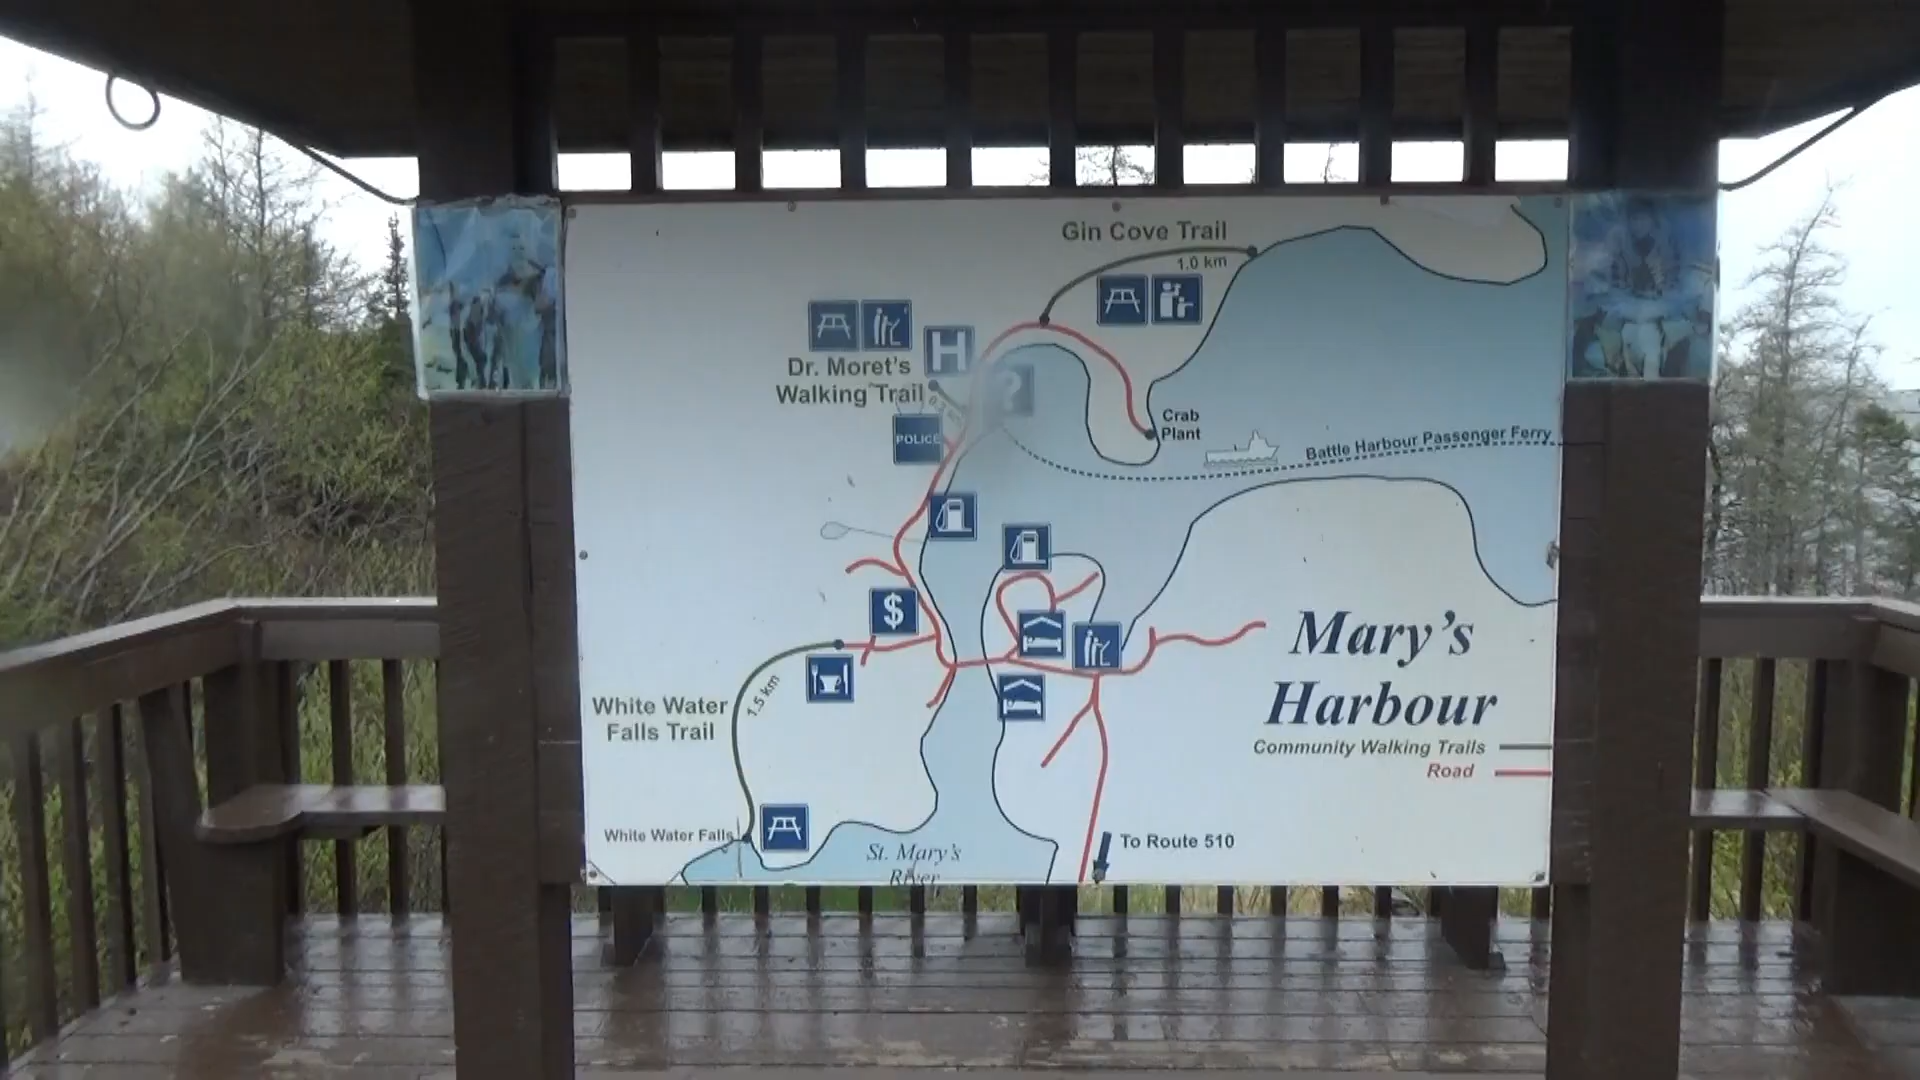 Gin Cove Trail
1.0 km
H
Dr. Moret's
Walking Trail
?
POLICE
Crab
Plant
Battle Harbour Passenger Ferry
$
Mary's
Harbour
White Water
Falls Trail
1.5 km
Community Walking Trails
Road
White Water Falls
St. Mary's
River
To Route 510